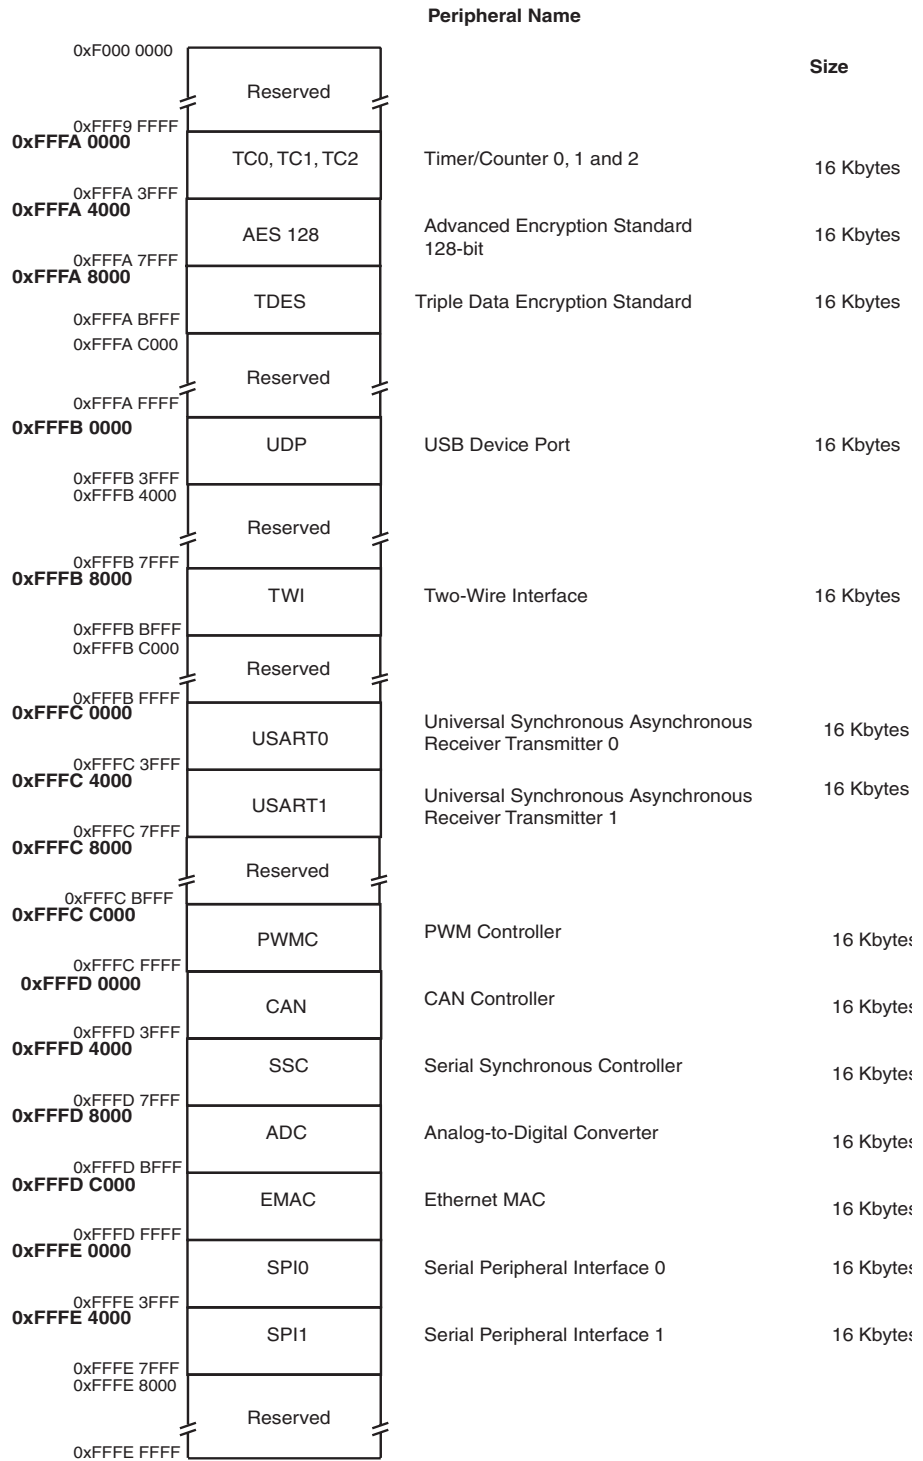 Peripheral Name
Size
0xF000 0000
Reserved
0xFFF9 FFFF
0xFFFA 0000
TC0, TC1, TC2
Timer/Counter 0, 1 and 2
16 Kbytes
0xFFFA 3FFF
0xFFFA 4000
AES 128
Advanced Encryption Standard
128-bit
16 Kbytes
0xFFFA 7FFF
0xFFFA 8000
TDES
Triple Data Encryption Standard
16 Kbytes
0xFFFA BFFF
0xFFFA C000
Reserved
0xFFFA FFFF
0xFFFB 0000
UDP
USB Device Port
16 Kbytes
0xFFFB 3FFF
0xFFFB 4000
Reserved
0xFFFB 7FFF
0xFFFB 8000
TWI
Two-Wire Interface
16 Kbytes
0xFFFB BFFF
0xFFFB C000
Reserved
0xFFFB FFFF
0xFFFC 0000
USART0
Universal Synchronous Asynchronous
Receiver Transmitter 0
16 Kbytes
0xFFFC 3FFF
0xFFFC 4000
USART1
Universal Synchronous Asynchronous
Receiver Transmitter 1
16 Kbytes
0xFFFC 7FFF
0xFFFC 8000
Reserved
0xFFFC BFFF
0xFFFC C000
PWMC
PWM Controller
16 Kbytes
0xFFFC FFFF
0xFFFD 0000
CAN
CAN Controller
16 Kbytes
0xFFFD 3FFF
0xFFFD 4000
SSC
Serial Synchronous Controller
16 Kbytes
0xFFFD 7FFF
0xFFFD 8000
ADC
Analog-to-Digital Converter
16 Kbytes
0xFFFD BFFF
0xFFFD C000
EMAC
Ethernet MAC
16 Kbytes
0xFFFD FFFF
0xFFFE 0000
SPI0
Serial Peripheral Interface 0
16 Kbytes
0xFFFE 3FFF
0xFFFE 4000
SPI1
Serial Peripheral Interface 1
16 Kbytes
0xFFFE 7FFF
0xFFFE 8000
Reserved
0xFFFE FFFF